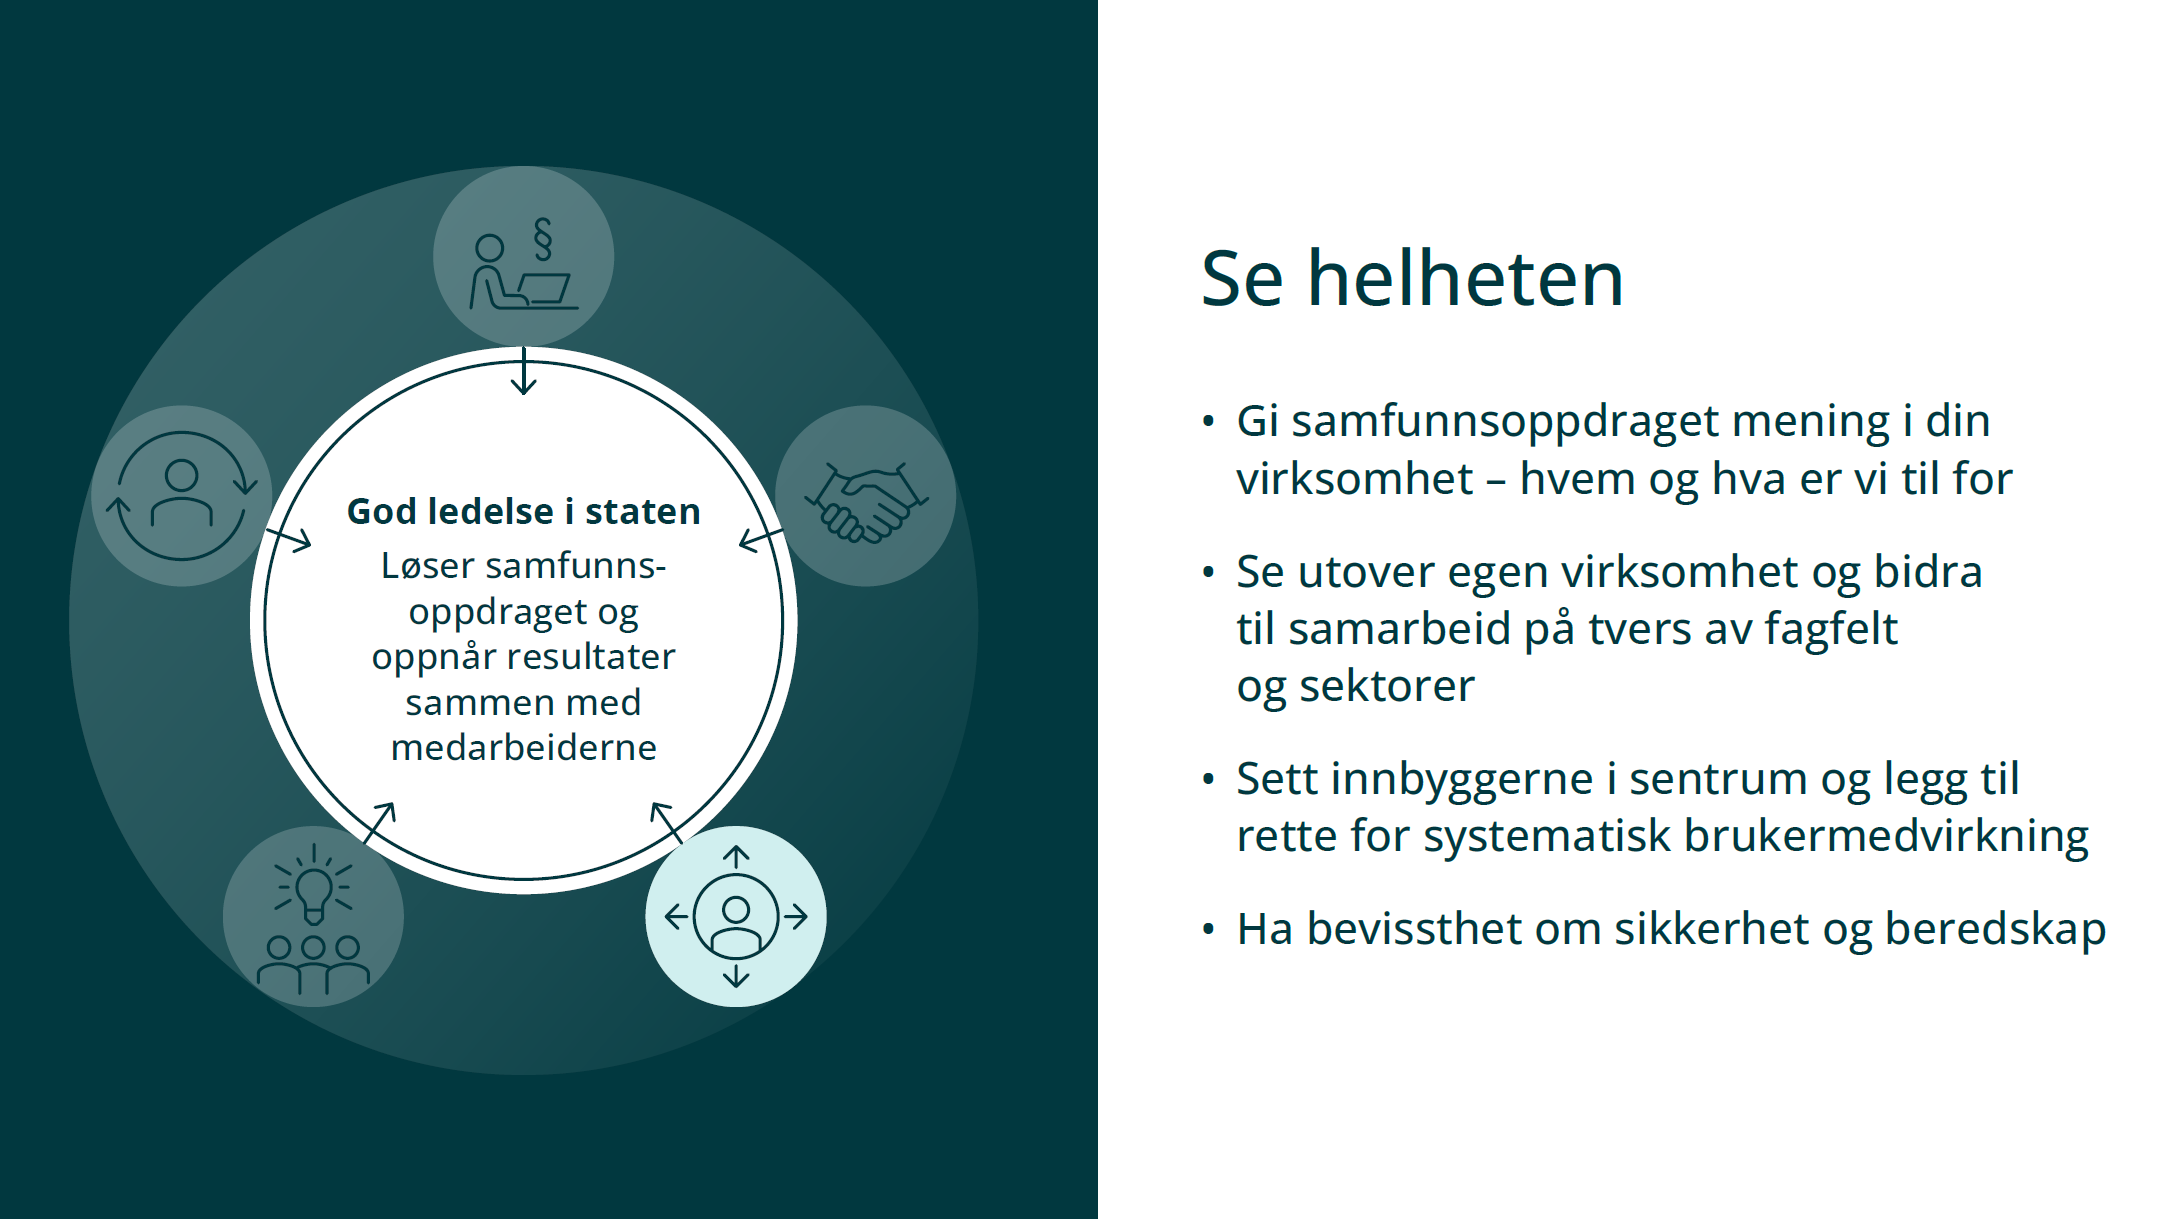 §
God ledelse i staten
Løser samfunns-
oppdraget og
oppnår resultater
sammen med
medarbeiderne
Se helheten
• Gi samfunnsoppdraget mening i din
virksomhet – hvem og hva er vi til for
• Se utover egen virksomhet og bidra
til samarbeid på tvers av fagfelt
og sektorer
• Sett innbyggerne i sentrum og legg til
rette for systematisk brukermedvirkning
• Ha bevissthet om sikkerhet og beredskap